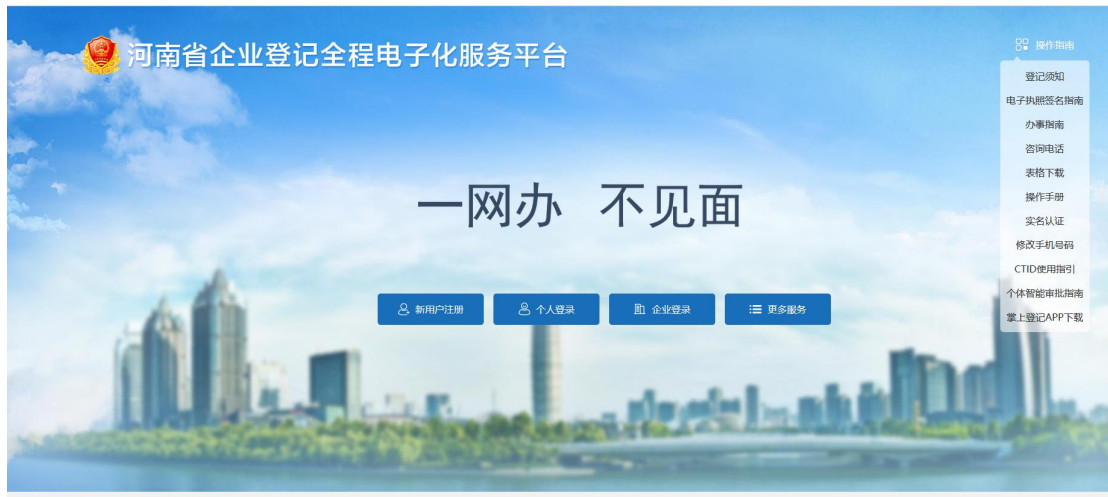 河南省企业登记全程电子化服务平台
操作指南
登记须知
电子执照签名指南
办事指南
咨询电话
表格下载
操作手册
实名认证
修改手机号码
CTID使用指引
个体智能审批指南
掌上登记APP下载
一网办 不见面
新用户注册 个人登录 企业登录 更多服务